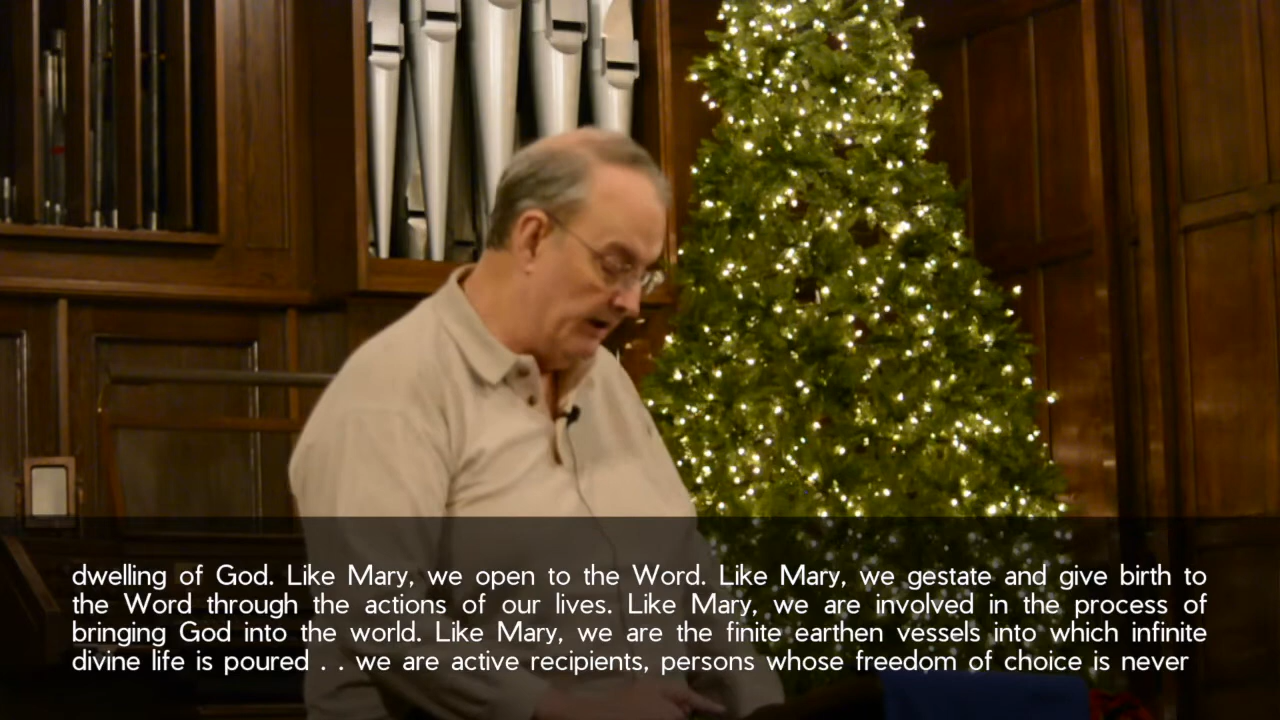 dwelling of God. Like Mary, we open to the Word. Like Mary, we gestate and give birth to
the Word through the actions of our lives. Like Mary, we are involved in the process of
bringing God into the world. Like Mary, we are the finite earthen vessels into which infinite
divine life is poured . . we are active recipients, persons whose freedom of choice is never